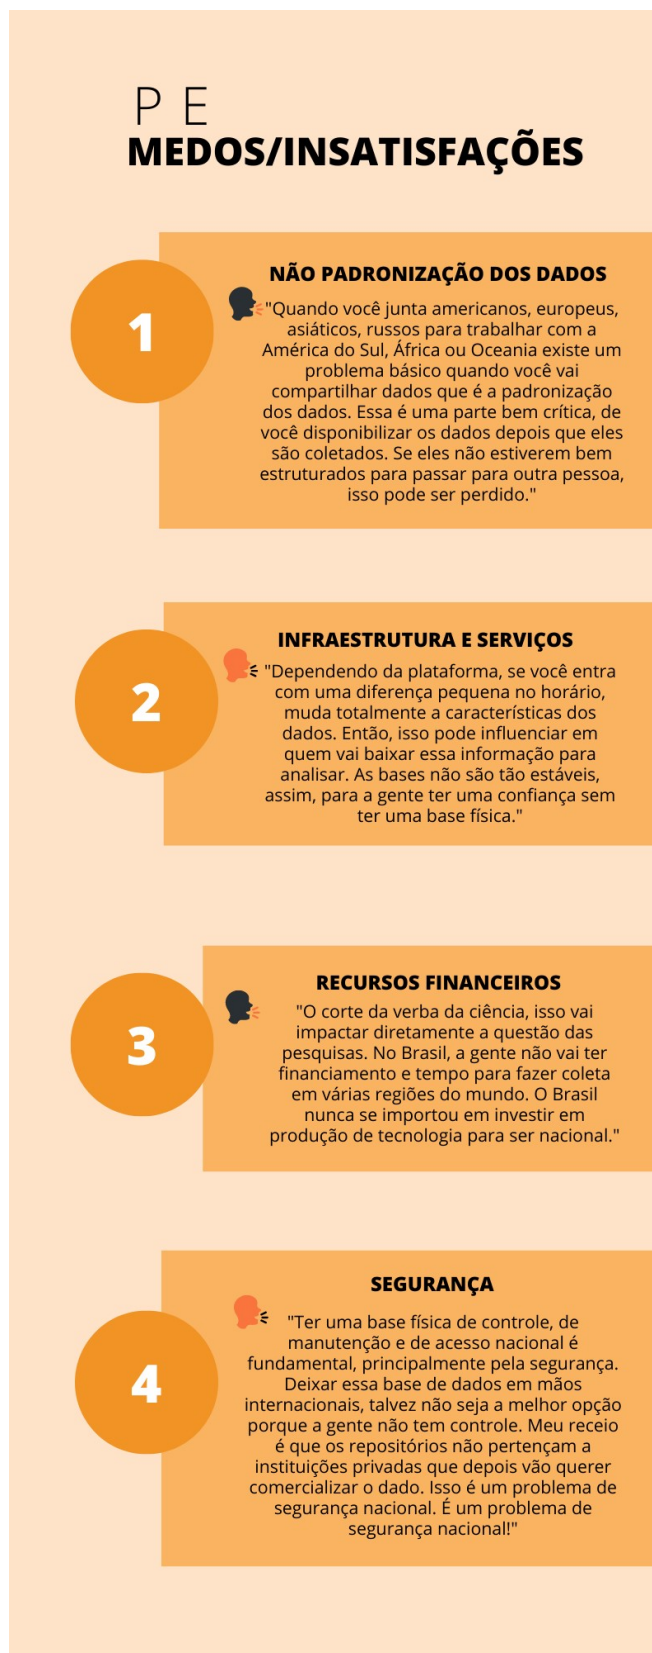 P E
MEDOS/INSATISFAÇÕES
NÃO PADRONIZAÇÃO DOS DADOS
1
"Quando você junta americanos, europeus,
asiáticos, russos para trabalhar com a
América do Sul, África ou Oceania existe um
problema básico quando você vai
compartilhar dados que é a padronização
dos dados. Essa é uma parte bem crítica, de
você disponibilizar os dados depois que eles
são coletados. Se eles não estiverem bem
estruturados para passar para outra pessoa,
isso pode ser perdido."
INFRAESTRUTURA E SERVIÇOS
2
"Dependendo da plataforma, se você entra
com uma diferença pequena no horário,
muda totalmente a características dos
dados. Então, isso pode influenciar em
quem vai baixar essa informação para
analisar. As bases não são tão estáveis,
assim, para a gente ter uma confiança sem
ter uma base física."
RECURSOS FINANCEIROS
3
"O corte da verba da ciência, isso vai
impactar diretamente a questão das
pesquisas. No Brasil, a gente não vai ter
financiamento e tempo para fazer coleta
em várias regiões do mundo. O Brasil
nunca se importou em investir em
produção de tecnologia para ser nacional."
SEGURANÇA
4
"Ter uma base física de controle, de
manutenção e de acesso nacional é
fundamental, principalmente pela segurança.
Deixar essa base de dados em mãos
internacionais, talvez não seja a melhor opção
porque a gente não tem controle. Meu receio
é que os repositórios não pertençam a
instituições privadas que depois vão querer
comercializar o dado. Isso é um problema de
segurança nacional. É um problema de
segurança nacional!"